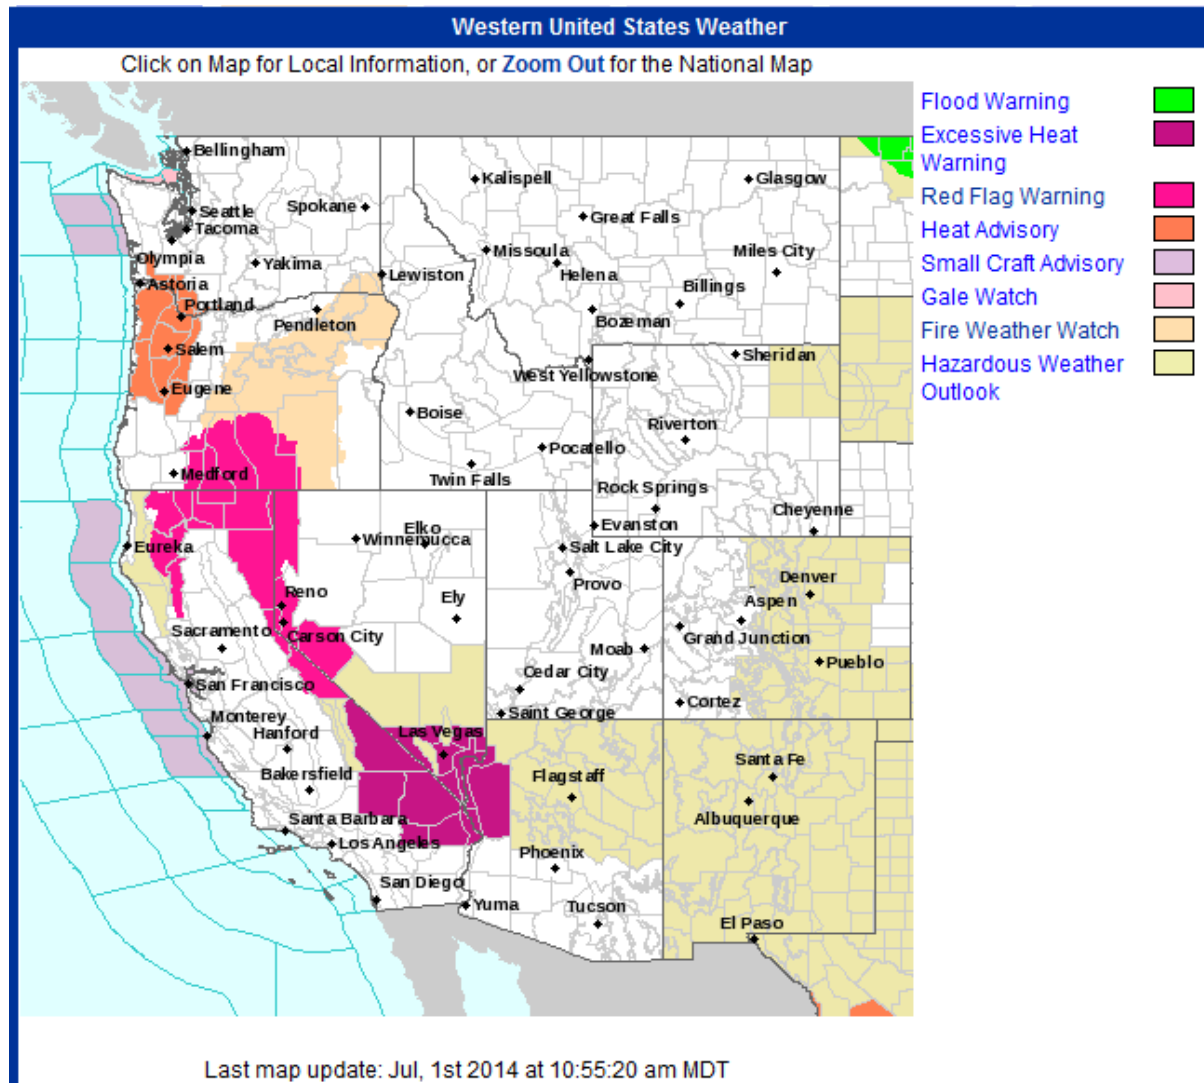 Western United States Weather
Click on Map for Local Information, or Zoom Out for the National Map
Flood Warning
Excessive Heat
Warning
Red Flag Warning
Heat Advisory
Small Craft Advisory
Gale Watch
Fire Weather Watch
Hazardous Weather
Outlook
Bellingham
Kalispell
Glasgow
Spokane
Seattle
Great Falls
Tacoma
Olympia
Missoula
Miles City
Yakima
Helena
Lewiston
Astoria
Billings
Portland
Pendleton
Bozeman
Salem
Sheridan
West Yellowstone
Eugene
Boise
Riverton
Pocatello
Medford
Twin Falls
Rock Springs
Cheyenne
Elko
Evanston
Winnemucca
Eureka
Salt Lake City
Denver
Provo
Reno
Ely
Aspen
Sacramento
Carson City
Grand Junction
Moab
Pueblo
Cedar City
San Francisco
Cortez
Saint George
Monterey
Hanford
Las Vegas
Santa Fe
Bakersfield
Flagstaff
Santa Barbara
Albuquerque
Los Angeles
Phoenix
San Diego
Yuma
Tucson
El Paso
Last map update: Jul, 1st 2014 at 10:55:20 am MDT